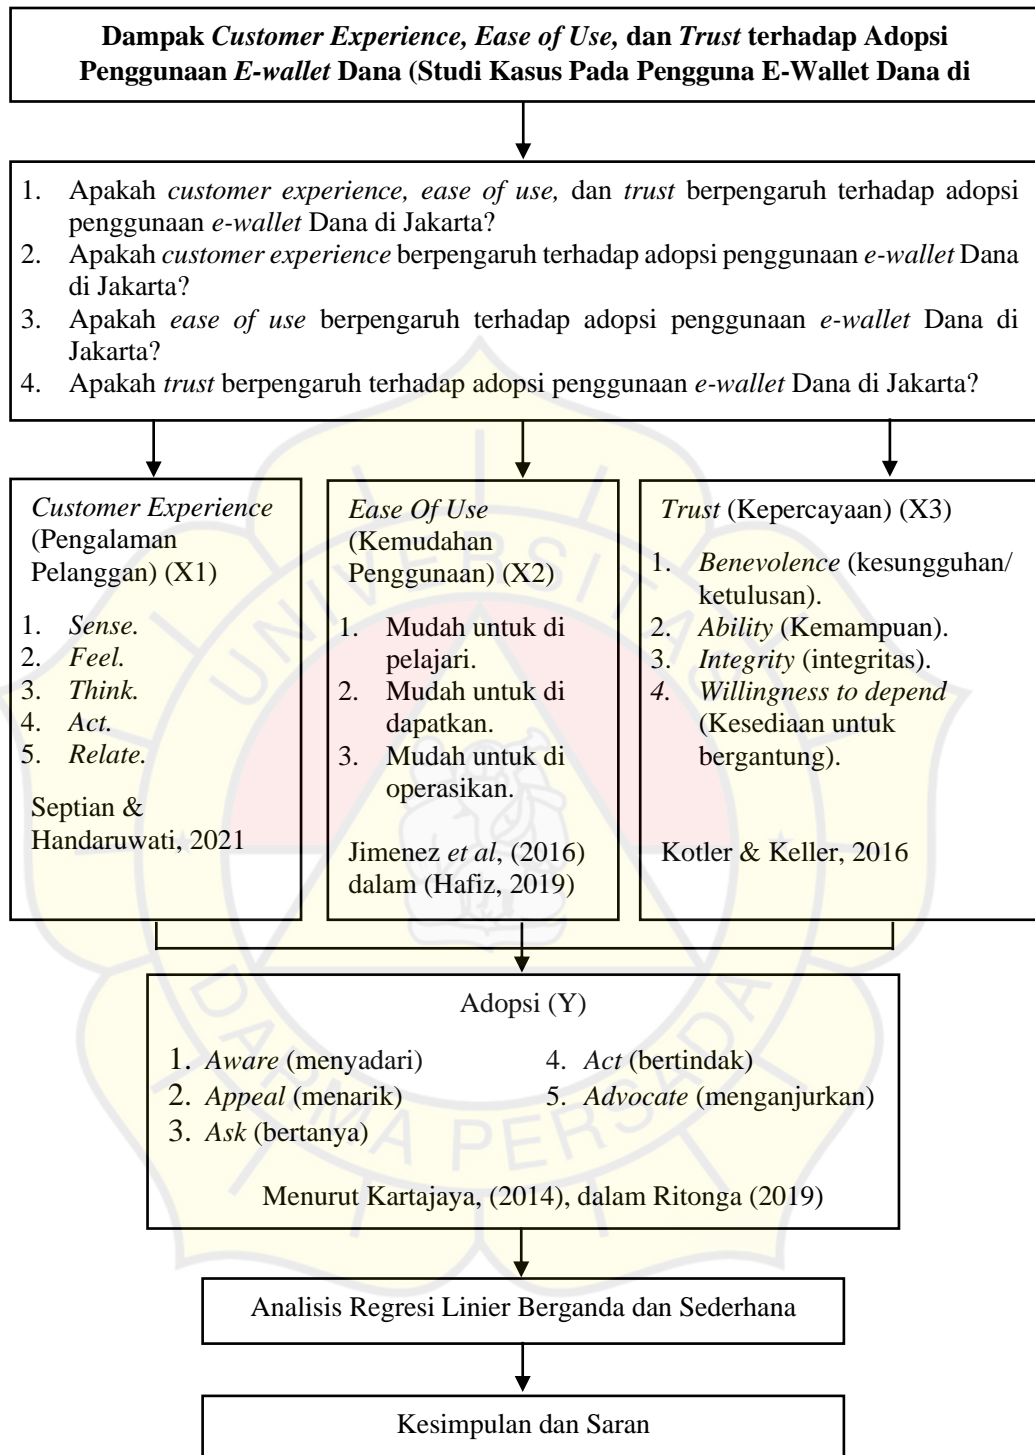 Dampak Customer Experience, Ease of Use, dan Trust terhadap Adopsi
Penggunaan E-wallet Dana (Studi Kasus Pada Pengguna E-Wallet Dana di
1. Apakah customer experience, ease of use, dan trust berpengaruh terhadap adopsi
penggunaan e-wallet Dana di Jakarta?
2. Apakah customer experience berpengaruh terhadap adopsi penggunaan e-wallet Dana
di Jakarta?
3. Apakah ease of use berpengaruh terhadap adopsi penggunaan e-wallet Dana di
Jakarta?
4. Apakah trust berpengaruh terhadap adopsi penggunaan e-wallet Dana di Jakarta?
Customer Experience
(Pengalaman
Pelanggan) (X1)
1. Sense.
2. Feel.
3. Think.
4. Act.
5. Relate.
Septian &
Handaruwati, 2021
Ease Of Use
(Kemudahan
Penggunaan) (X2)
1. Mudah untuk di
pelajari.
2. Mudah untuk di
dapatkan.
3. Mudah untuk di
operasikan.
Jimenez et al, (2016)
dalam (Hafiz, 2019)
Trust (Kepercayaan) (X3)
1. Benevolence (kesungguhan/
ketulusan).
2. Ability (Kemampuan).
3. Integrity (integritas).
4. Willingness to depend
(Kesediaan untuk
bergantung).
Kotler & Keller, 2016
Adopsi (Y)
1. Aware (menyadari)
2. Appeal (menarik)
3. Ask (bertanya)
4. Act (bertindak)
5. Advocate (menganjurkan)
Menurut Kartajaya, (2014), dalam Ritonga (2019)
Analisis Regresi Linier Berganda dan Sederhana
Kesimpulan dan Saran
UNIVERSITAS
DARMA PERSADA